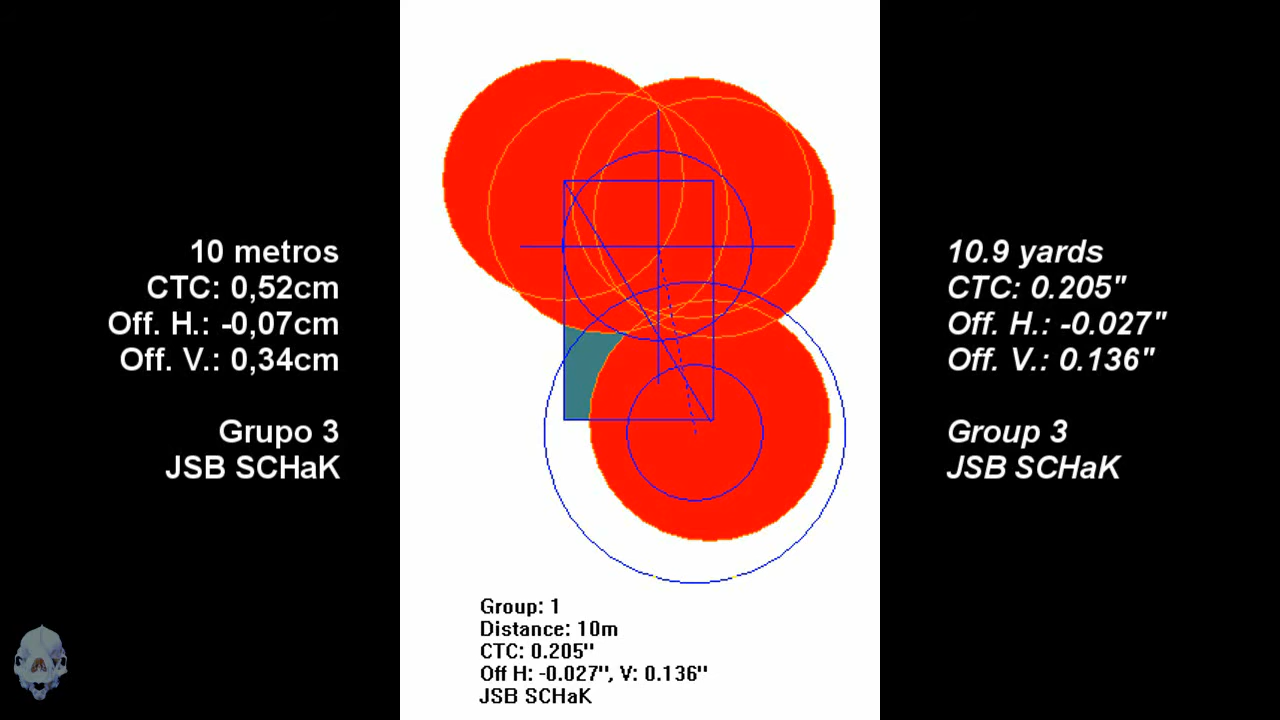 10 metros
CTC: 0,52cm
Off. H.: -0,07cm
Off. V.: 0,34cm
Grupo 3
JSB SCHaK
Group: 1
Distance: 10m
CTC: 0.205"
Off H: -0.027", V: 0.136"
JSB SCHaK
10.9 yards
CTC: 0.205"
Off. H.: -0.027"
Off. V.: 0.136"
Group 3
JSB SCHaK